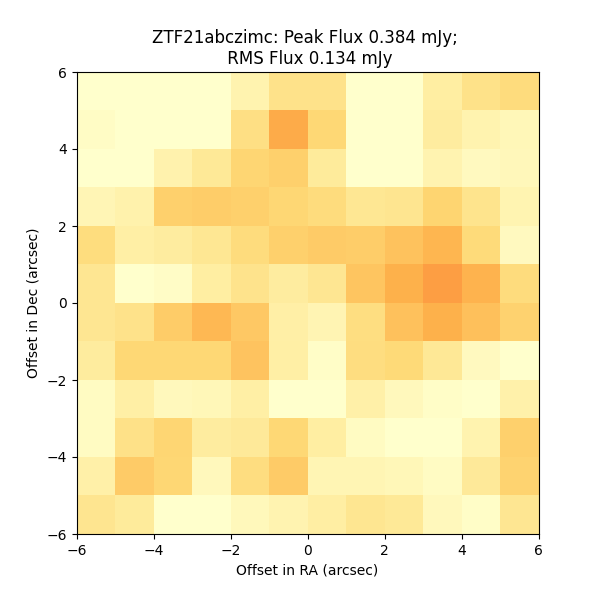 ZTF21abczimc: Peak Flux 0.384 mJy;
RMS Flux 0.134 mJy
6
4
2
0
−2
−4
−6
Offset in Dec (arcsec)
−6 −4 −2 0 2 4 6
Offset in RA (arcsec)